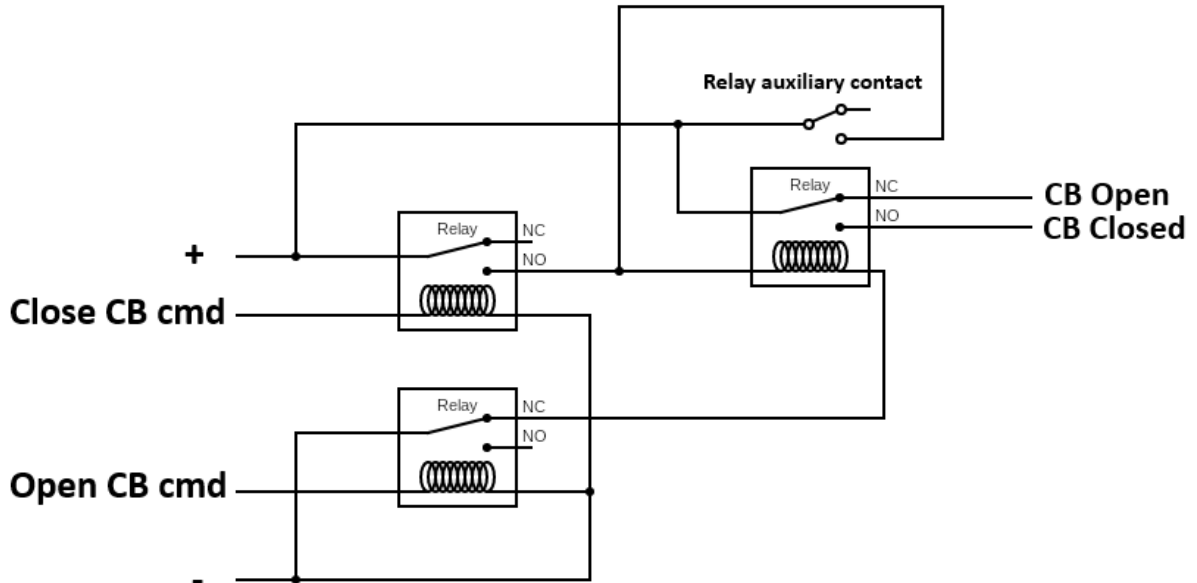 Relay auxiliary contact
Relay
NC
CB Open
NO
CB Closed
Relay
NC
+
NO
Close CB cmd
Relay
NC
NO
Open CB cmd
-